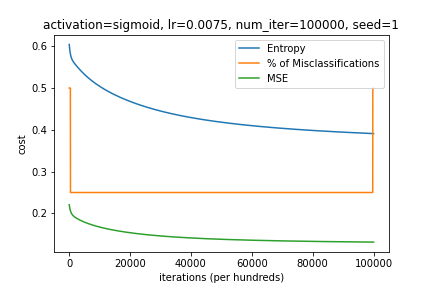 activation=sigmoid, lr=0.0075, num_iter=100000, seed=1
Entropy
% of Misclassifications
MSE
0.6
0.5
0.4
0.3
0.2
cost
0 20000 40000 60000 80000 100000
iterations (per hundreds)